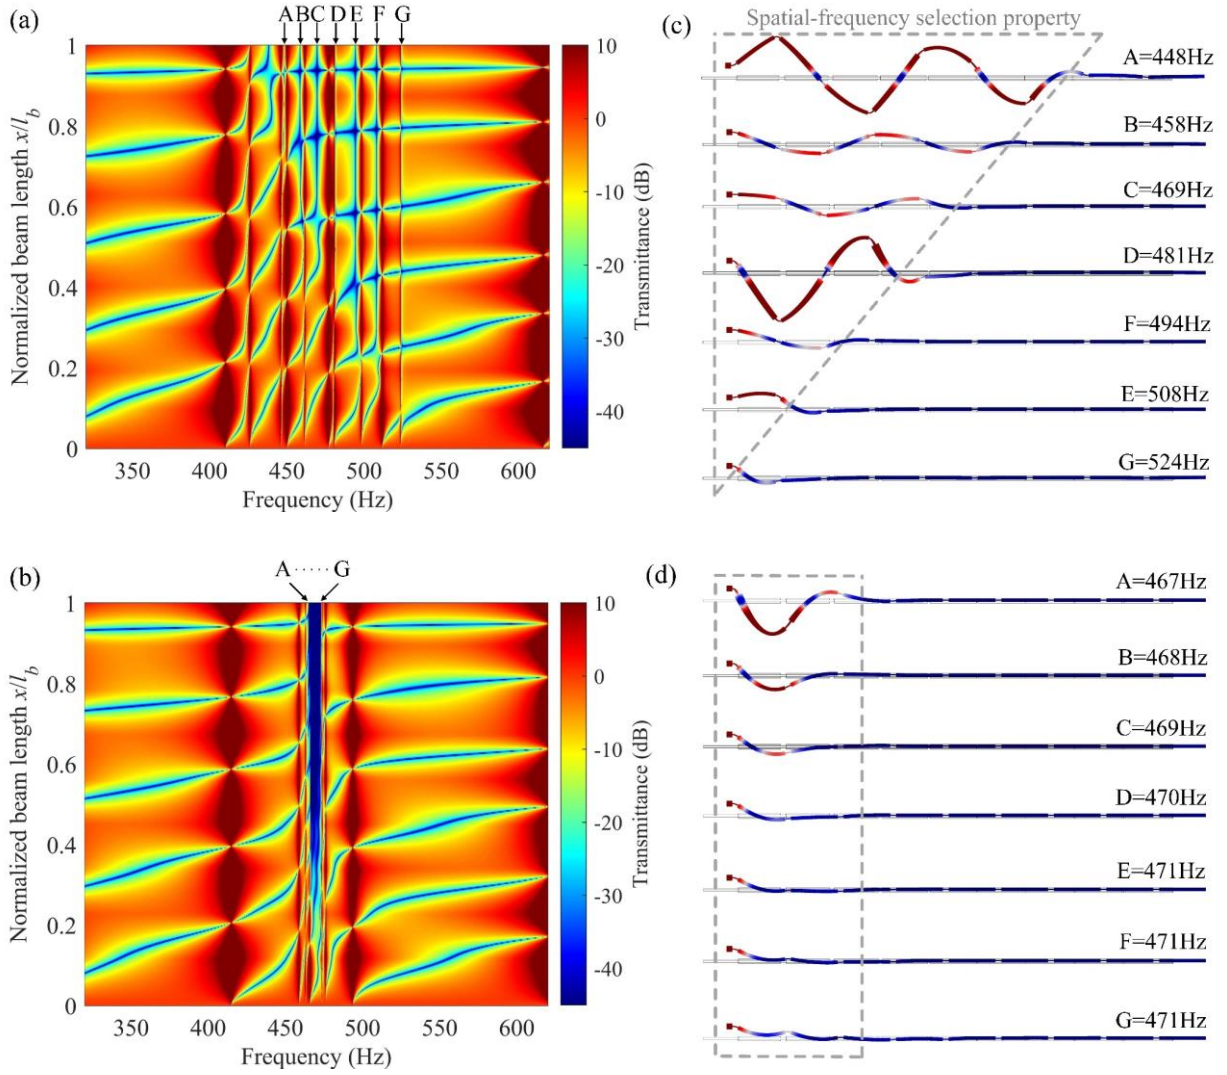 (a)
A B C D E F G
1
0.8
0.6
0.4
0.2
0
Normalized beam length x/l_b
350 400 450 500 550 600
Frequency (Hz)
10
0
-10
-20
-30
-40
Transmittance (dB)
(c)
Spatial-frequency selection property
A=448Hz
B=458Hz
C=469Hz
D=481Hz
F=494Hz
E=508Hz
G=524Hz
(b)
A ····· G
1
0.8
0.6
0.4
0.2
0
Normalized beam length x/l_b
350 400 450 500 550 600
Frequency (Hz)
10
0
-10
-20
-30
-40
Transmittance (dB)
(d)
A=467Hz
B=468Hz
C=469Hz
D=470Hz
E=471Hz
F=471Hz
G=471Hz